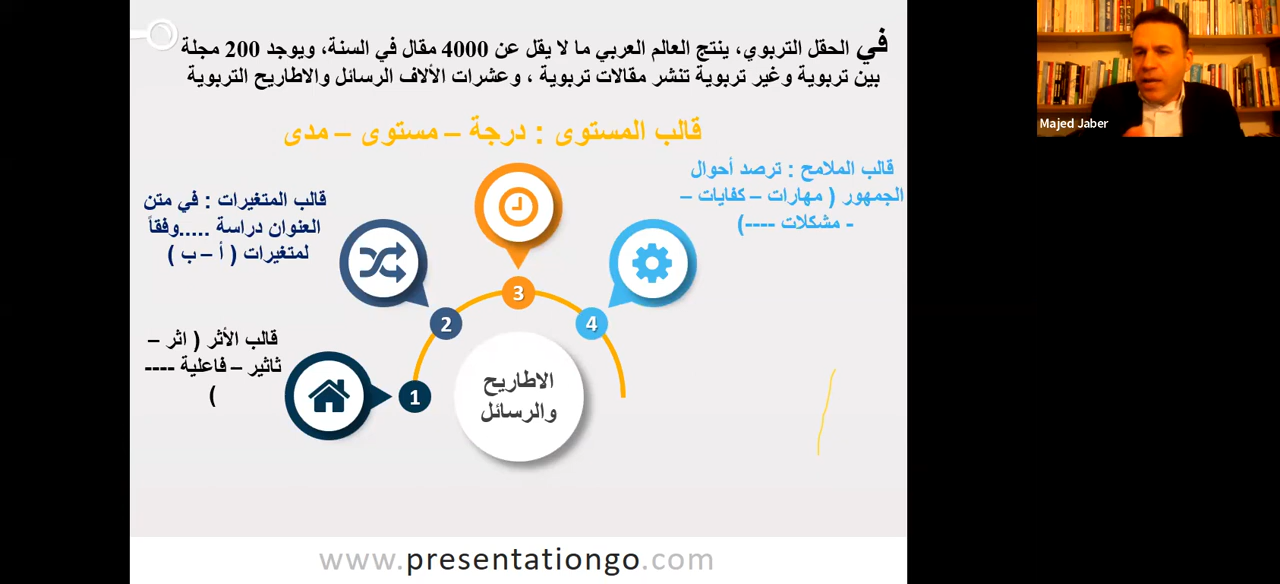 في الحقل التربوي، ينتج العالم العربي ما لا يقل عن 4000 مقال في السنة، ويوجد 200 مجلة
بين تربوية وغير تربوية تنشر مقالات تربوية ، وعشرات الألاف الرسائل والاطاريح التربوية
قالب المستوى : درجة – مستوى – مدى
قالب الملامح : ترصد أحوال
الجمهور ( مهارات – كفايات –
- مشكلات ----)
قالب المتغيرات : في متن
العنوان دراسة .....وفقاً
لمتغيرات ( أ – ب )
قالب الأثر ( اثر –
تاثير – فاعلية ----
)
1
2
3
4
الاطاريح
والرسائل
www.presentationgo.com
Majed Jaber